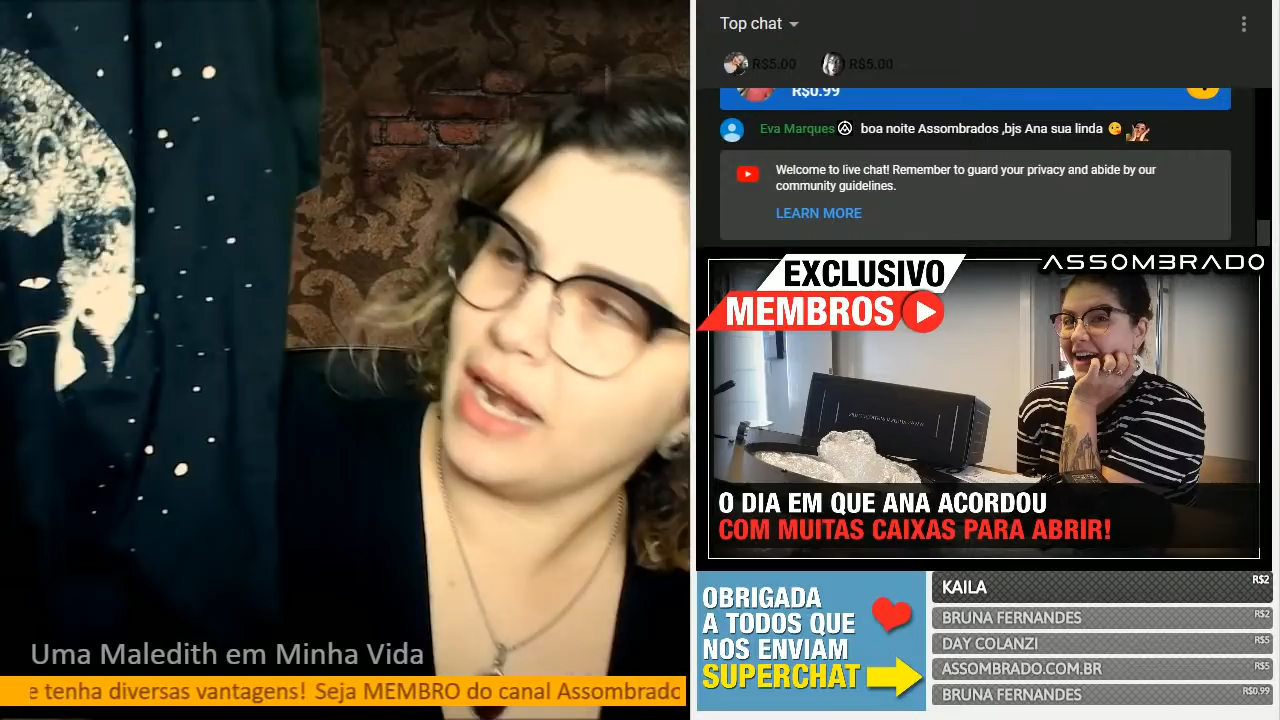 Uma Maledith em Minha Vida
e tenha diversas vantagens! Seja MEMBRO do canal Assombrado
Top chat
R$5.00 R$5.00
R$0.99
Eva Marques boa noite Assombrados ,bjs Ana sua linda
Welcome to live chat! Remember to guard your privacy and abide by our
community guidelines.
LEARN MORE
EXCLUSIVO
MEMBROS
ASSOMBRADO
O DIA EM QUE ANA ACORDOU
COM MUITAS CAIXAS PARA ABRIR!
OBRIGADA
A TODOS QUE
NOS ENVIAM
SUPERCHAT
KAILA R$2
BRUNA FERNANDES R$2
DAY COLANZI R$5
ASSOMBRADO.COM.BR R$5
BRUNA FERNANDES R$0.99